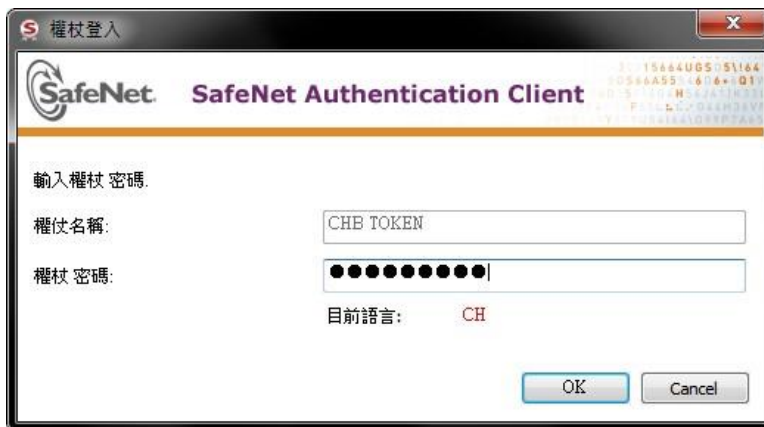 權杖登入
SafeNet. SafeNet Authentication Client
輸入權杖 密碼.
權仗名稱: CHB TOKEN
權杖 密碼: ●●●●●●●●●
目前語言: CH
OK Cancel